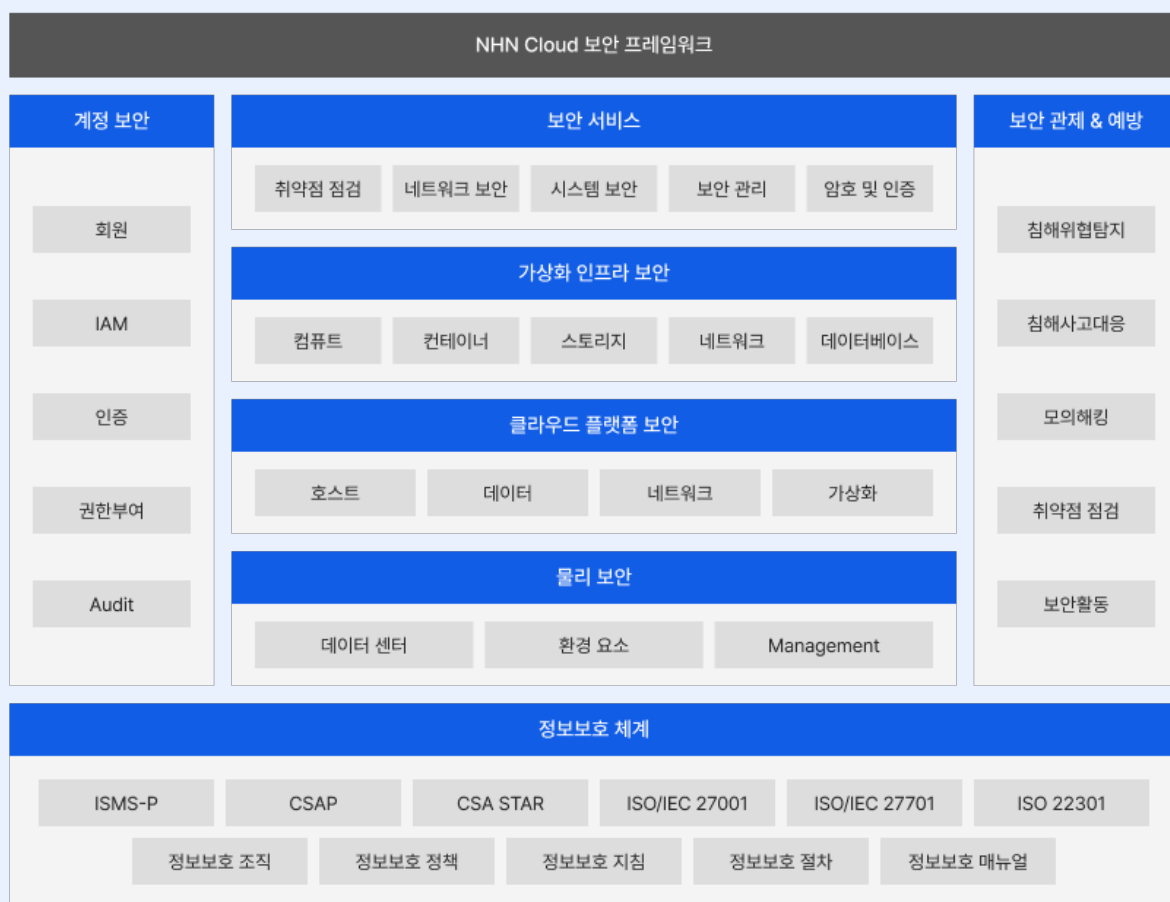 NHN Cloud 보안 프레임워크
계정 보안
회원
IAM
인증
권한부여
Audit
보안 서비스
취약점 점검 네트워크 보안 시스템 보안 보안 관리 암호 및 인증
가상화 인프라 보안
컴퓨트 컨테이너 스토리지 네트워크 데이터베이스
클라우드 플랫폼 보안
호스트 데이터 네트워크 가상화
물리 보안
데이터 센터 환경 요소 Management
보안 관제 & 예방
침해위협탐지
침해사고대응
모의해킹
취약점 점검
보안활동
정보보호 체계
ISMS-P CSAP CSA STAR ISO/IEC 27001 ISO/IEC 27701 ISO 22301
정보보호 조직 정보보호 정책 정보보호 지침 정보보호 절차 정보보호 매뉴얼